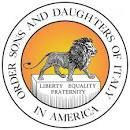 ORDER SONS AND DAUGHTERS OF ITALY
LIBERTY EQUALITY
FRATERNITY
IN AMERICA